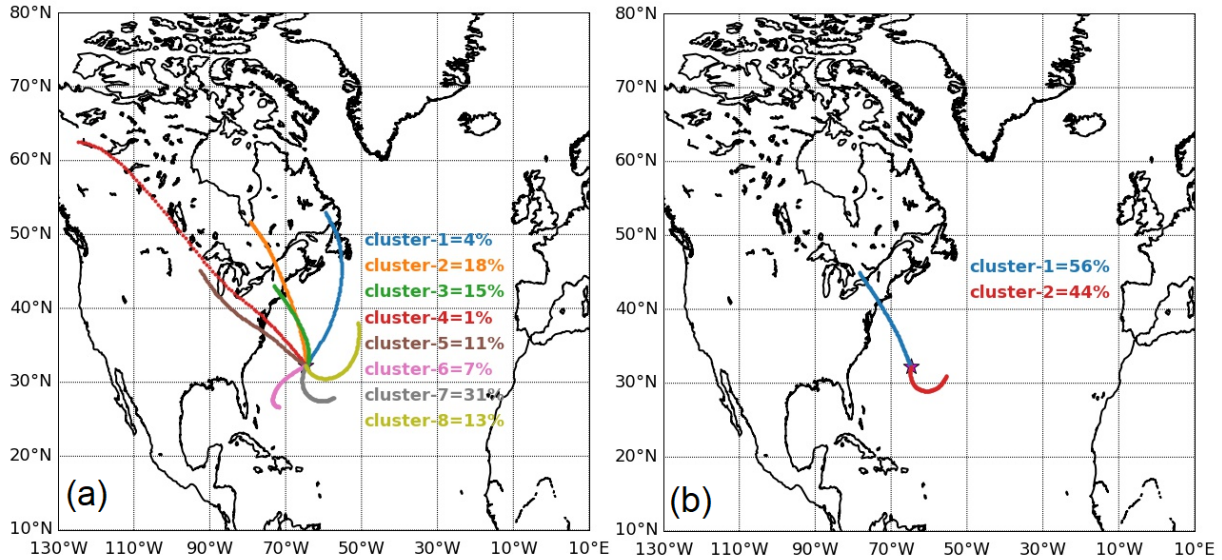 80°N
70°N
60°N
50°N
40°N
30°N
20°N
10°N
130°W 110°W 90°W 70°W 50°W 30°W 10°W 10°E
cluster-1=4%
cluster-2=18%
cluster-3=15%
cluster-4=1%
cluster-5=11%
cluster-6=7%
cluster-7=31%
cluster-8=13%
(a)
80°N
70°N
60°N
50°N
40°N
30°N
20°N
10°N
130°W 110°W 90°W 70°W 50°W 30°W 10°W 10°E
cluster-1=56%
cluster-2=44%
(b)